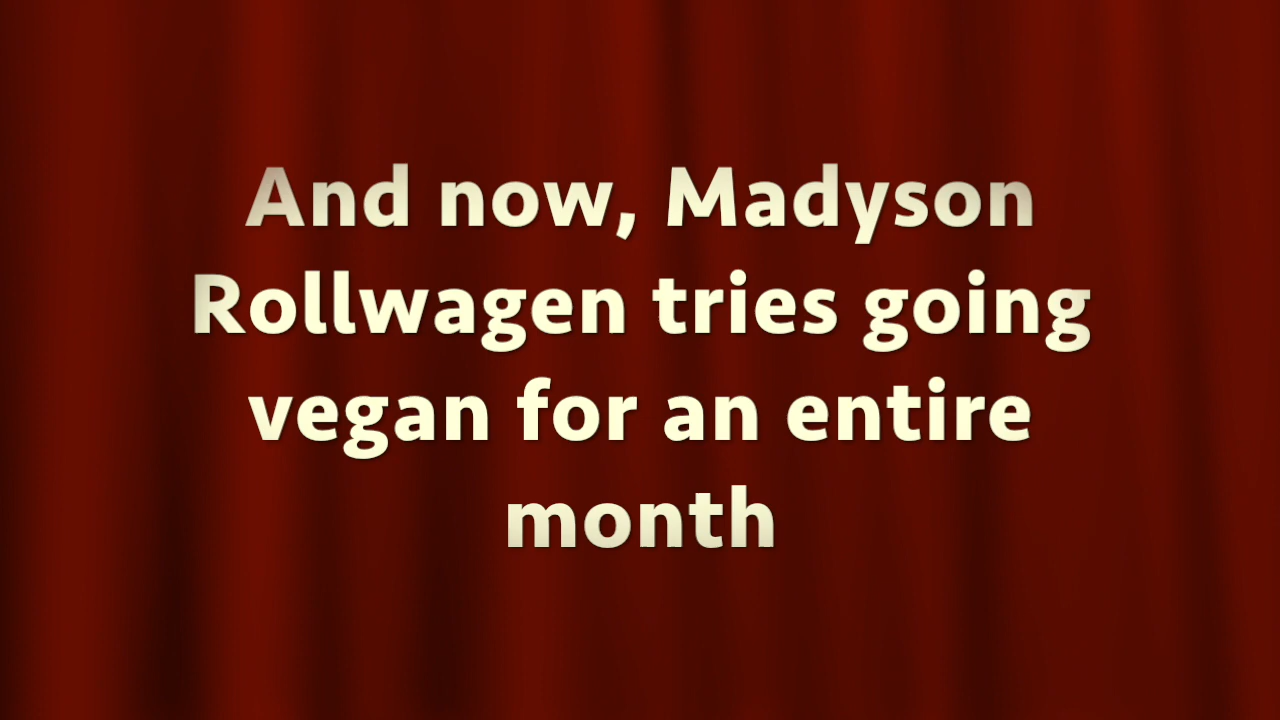 And now, Madyson
Rollwagen tries going
vegan for an entire
month